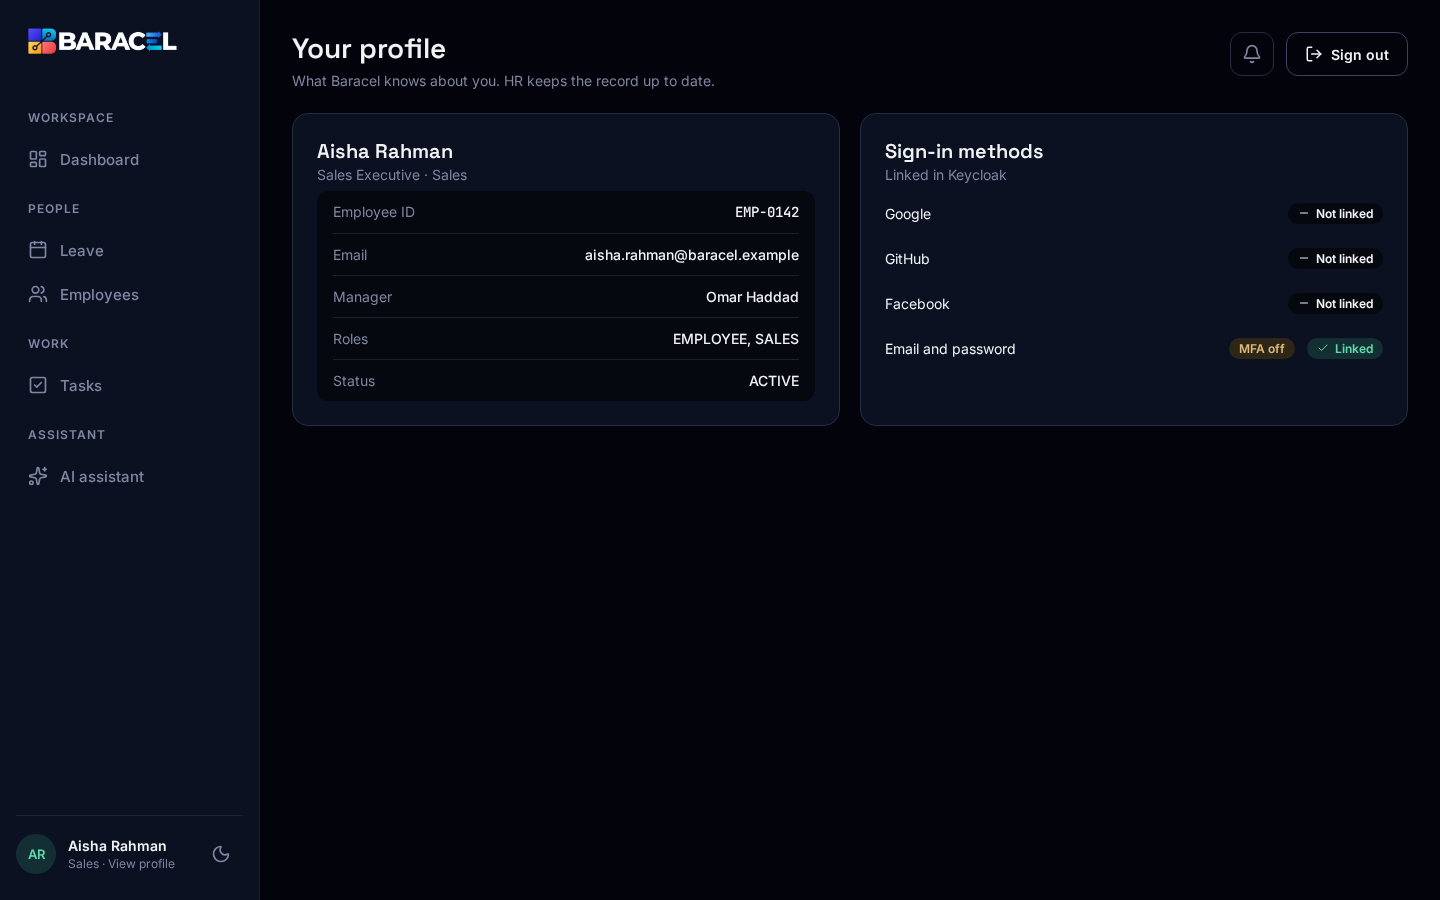 BARACEL
WORKSPACE
Dashboard
PEOPLE
Leave
Employees
WORK
Tasks
ASSISTANT
AI assistant
AR
Aisha Rahman
Sales · View profile
Your profile
What Baracel knows about you. HR keeps the record up to date.
Sign out
Aisha Rahman
Sales Executive · Sales
Employee ID EMP-0142
Email aisha.rahman@baracel.example
Manager Omar Haddad
Roles EMPLOYEE, SALES
Status ACTIVE
Sign-in methods
Linked in Keycloak
Google Not linked
GitHub Not linked
Facebook Not linked
Email and password MFA off Linked